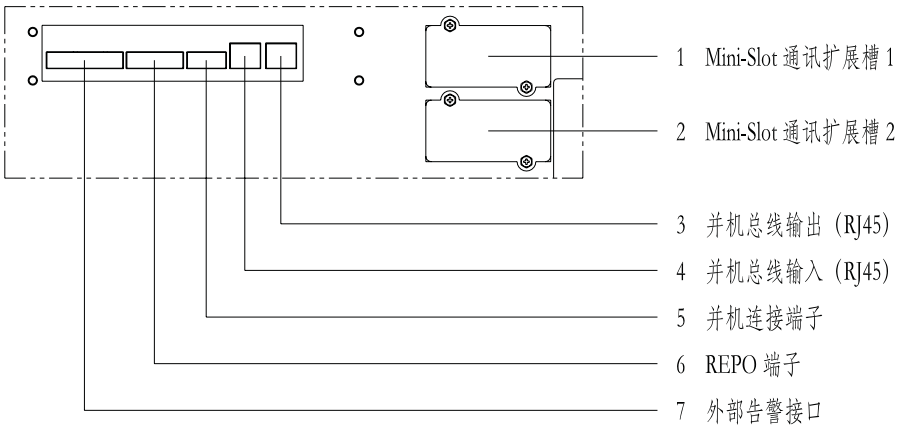 1 Mini-Slot 通讯扩展槽 1
2 Mini-Slot 通讯扩展槽 2
3 并机总线输出（RJ45）
4 并机总线输入（RJ45）
5 并机连接端子
6 REPO 端子
7 外部告警接口